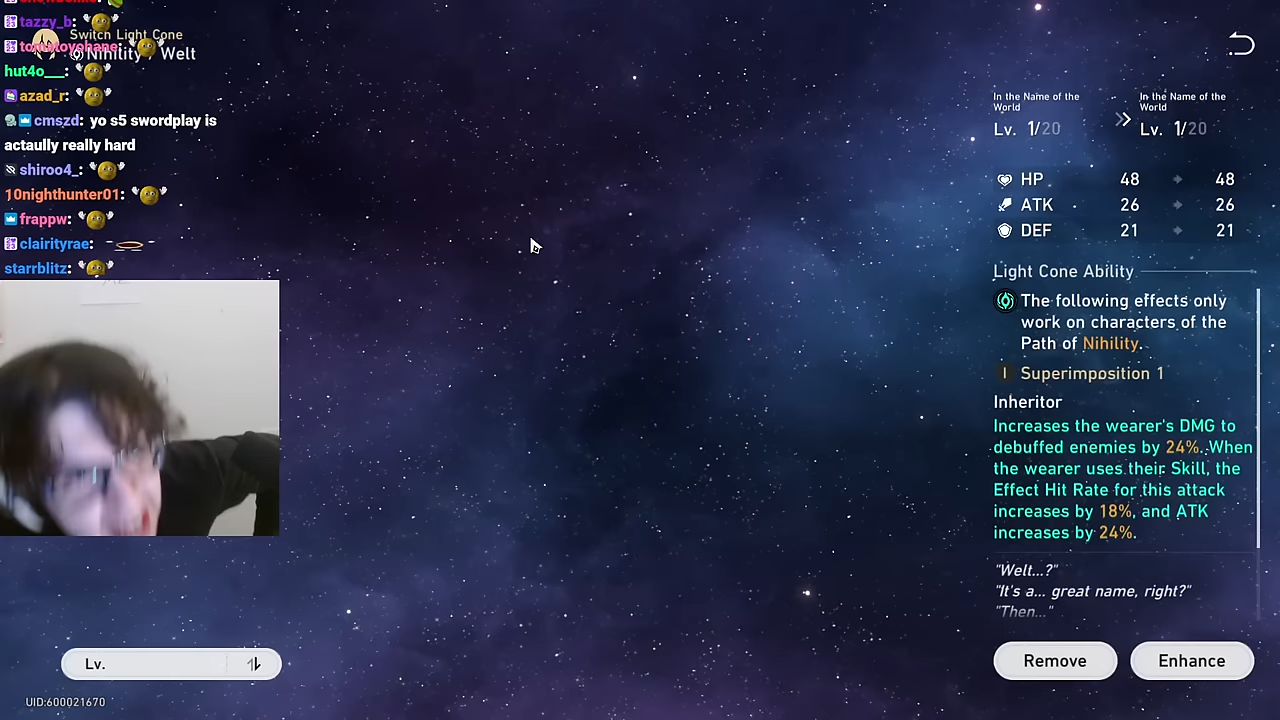 tazzy_b:
Switch Light Cone
tomytoyohane:
Nihility / Welt
hut4o___:
azad_r:
cmszd: yo s5 swordplay is
actaully really hard
shiroo4_:
10nighthunter01:
frappw:
clairityrae:
starrblitz:
In the Name of the
World
Lv. 1/20
In the Name of the
World
Lv. 1/20
HP 48 48
ATK 26 26
DEF 21 21
Light Cone Ability
The following effects only
work on characters of the
Path of Nihility.
I Superimposition 1
Inheritor
Increases the wearer's DMG to
debuffed enemies by 24%. When
the wearer uses their Skill, the
Effect Hit Rate for this attack
increases by 18%, and ATK
increases by 24%.
"Welt...?"
"It's a... great name, right?"
"Then..."
Lv.
Remove
Enhance
UID:600021670